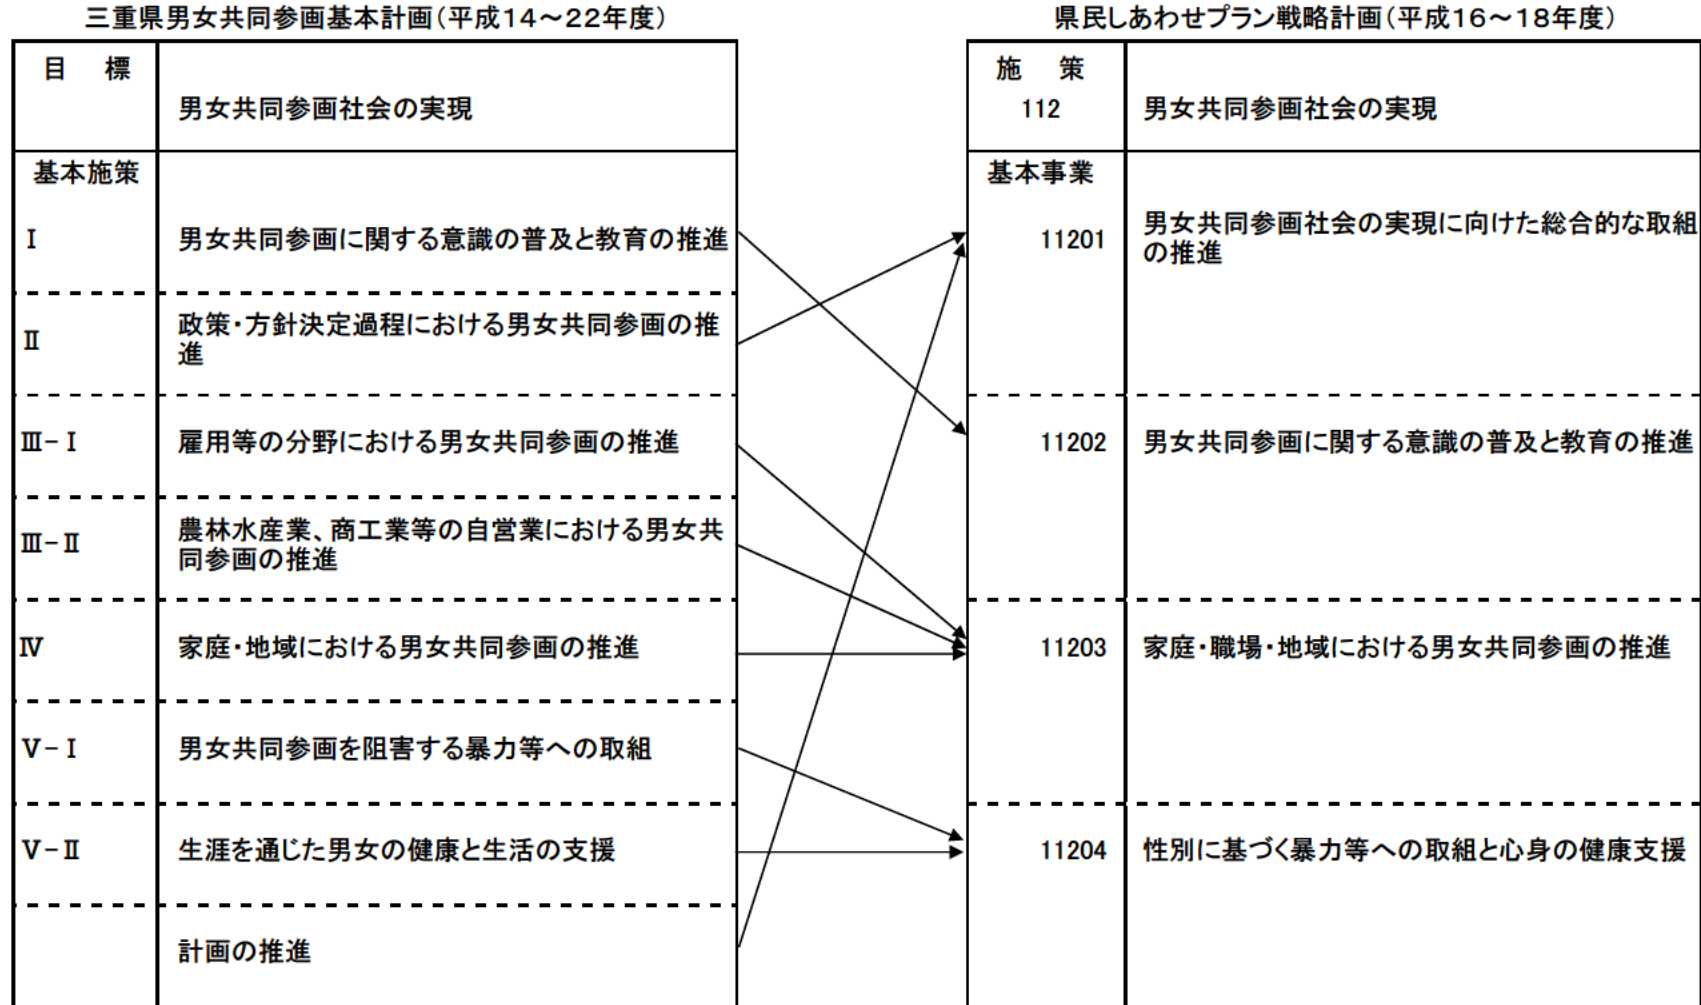 三重県男女共同参画基本計画(平成14~22年度)
目 標
男女共同参画社会の実現
基本施策
Ⅰ 男女共同参画に関する意識の普及と教育の推進
Ⅱ 政策・方針決定過程における男女共同参画の推
進
Ⅲ-Ⅰ 雇用等の分野における男女共同参画の推進
Ⅲ-Ⅱ 農林水産業、商工業等の自営業における男女共
同参画の推進
Ⅳ 家庭・地域における男女共同参画の推進
Ⅴ-Ⅰ 男女共同参画を阻害する暴力等への取組
Ⅴ-Ⅱ 生涯を通じた男女の健康と生活の支援
計画の推進
県民しあわせプラン戦略計画(平成16~18年度)
施 策
112 男女共同参画社会の実現
基本事業
11201 男女共同参画社会の実現に向けた総合的な取組
の推進
11202 男女共同参画に関する意識の普及と教育の推進
11203 家庭・職場・地域における男女共同参画の推進
11204 性別に基づく暴力等への取組と心身の健康支援